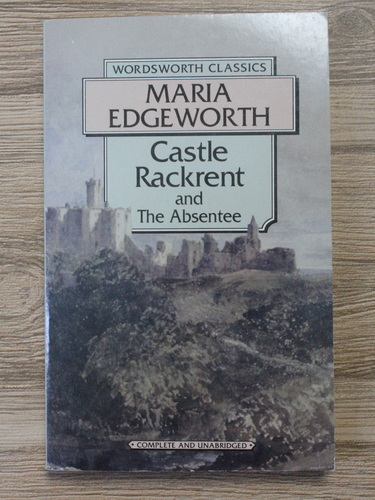 WORDSWORTH CLASSICS
MARIA
EDGEWORTH
Castle
Rackrent
and
The Absentee
• COMPLETE AND UNABRIDGED •